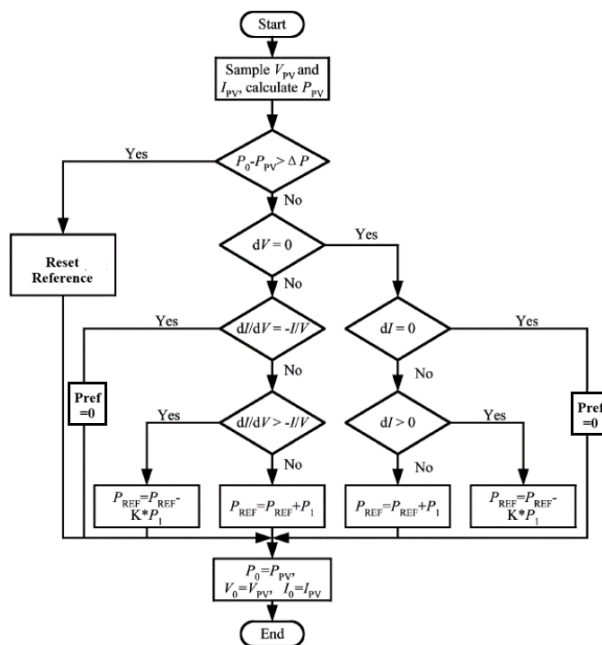 Start
Sample V_PV and
I_PV, calculate P_PV
Yes
P_0-P_PV> Δ P
No
Reset
Reference
dV = 0
Yes
No
Yes
dI/dV = -I/V
dI = 0
Yes
No
No
Pref
=0
Pref
=0
Yes
dI/dV > -I/V
dI > 0
Yes
No
No
P_REF=P_REF-
K*P_1
P_REF=P_REF+P_1
P_REF=P_REF+P_1
P_REF=P_REF-
K*P_1
P_0=P_PV,
V_0=V_PV, I_0=I_PV
End